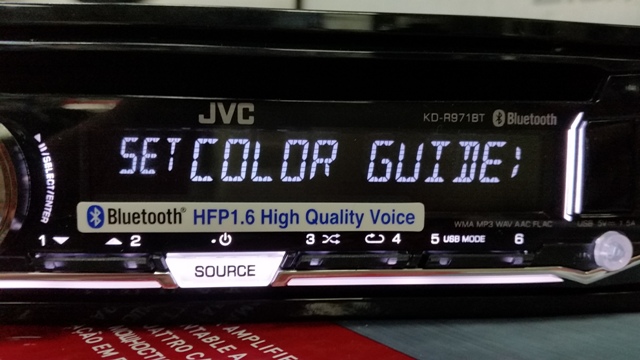 JVC
KD-R971BT Bluetooth
SET COLOR GUIDE
SELECT/ENTER
Bluetooth® HFP1.6 High Quality Voice
WMA MP3 WAV AAC FLAC
1 2 3 4 5 USB MODE 6
SOURCE